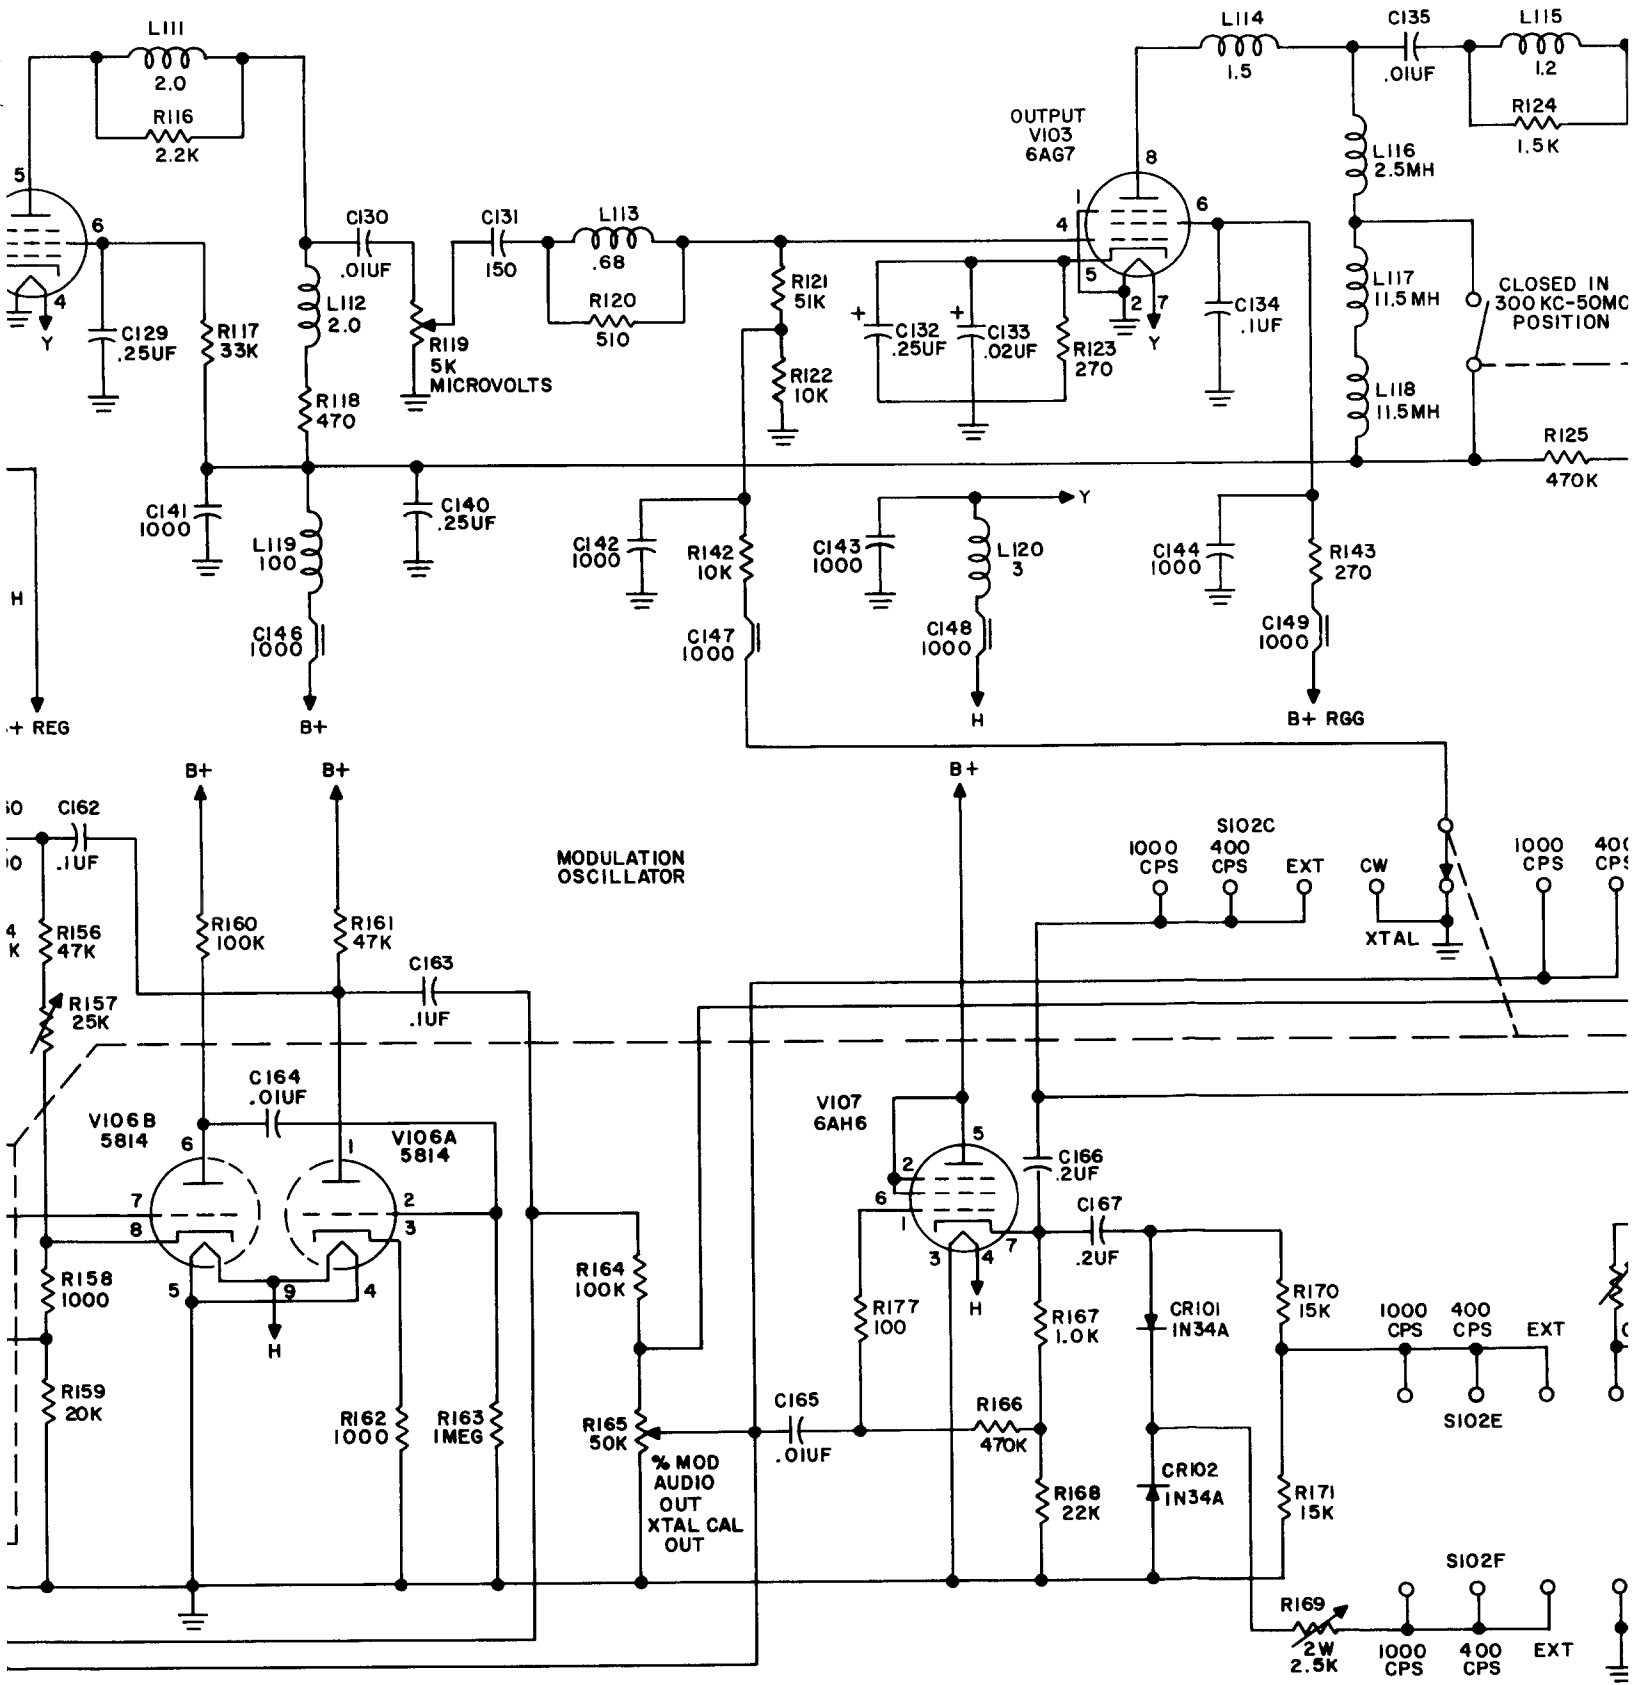 L111
2.0
R116
2.2K
5
6
4
Y
C129
.25UF
R117
33K
C130
.01UF
L112
2.0
R118
470
R119
5K
MICROVOLTS
C131
150
L113
.68
R120
510
R121
51K
R122
10K
OUTPUT
V103
6AG7
8
1
4
5
6
2
7
Y
C132
.25UF
C133
.02UF
R123
270
C134
.1UF
L114
1.5
C135
.01UF
L115
1.2
R124
1.5K
L116
2.5MH
L117
11.5MH
L118
11.5MH
CLOSED IN
300KC-50MC
POSITION
R125
470K
H
+ REG
C141
1000
L119
100
C140
.25UF
C146
1000
B+
C142
1000
R142
10K
C147
1000
C143
1000
Y
L120
3
C148
1000
H
C144
1000
R143
270
C149
1000
B+ RGG
B+
B+
B+
C162
.1UF
R156
47K
R157
25K
R160
100K
R161
47K
C163
.1UF
MODULATION
OSCILLATOR
S102C
1000
CPS
400
CPS
EXT
CW
XTAL
1000
CPS
400
CPS
C164
.01UF
V106B
5814
6
7
8
5
V106A
5814
1
2
3
4
9
H
R158
1000
R159
20K
R162
1000
R163
1MEG
R164
100K
R165
50K
% MOD
AUDIO
OUT
XTAL CAL
OUT
V107
6AH6
5
2
6
1
3
4
7
H
C166
.2UF
C167
.2UF
R177
100
R167
1.0K
C165
.01UF
R166
470K
R168
22K
CR101
1N34A
CR102
1N34A
R170
15K
R171
15K
1000
CPS
400
CPS
EXT
S102E
S102F
R169
2W
2.5K
1000
CPS
400
CPS
EXT